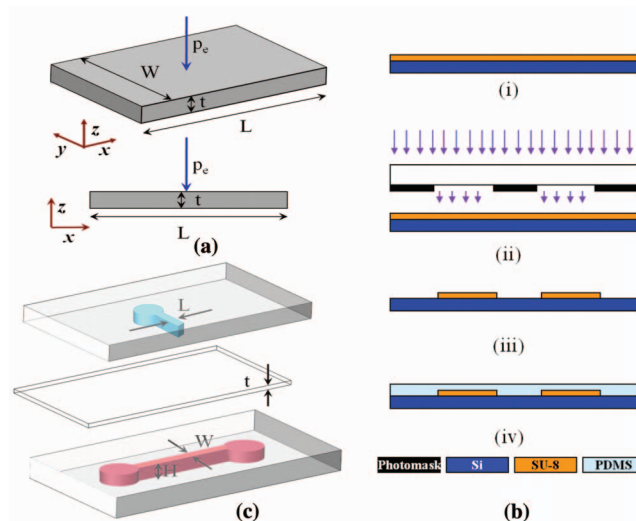 pe
W
t
L
z
y
x
pe
z
t
x
L
(a)
L
t
W
H
(c)
(i)
(ii)
(iii)
(iv)
Photomask
Si
SU-8
PDMS
(b)